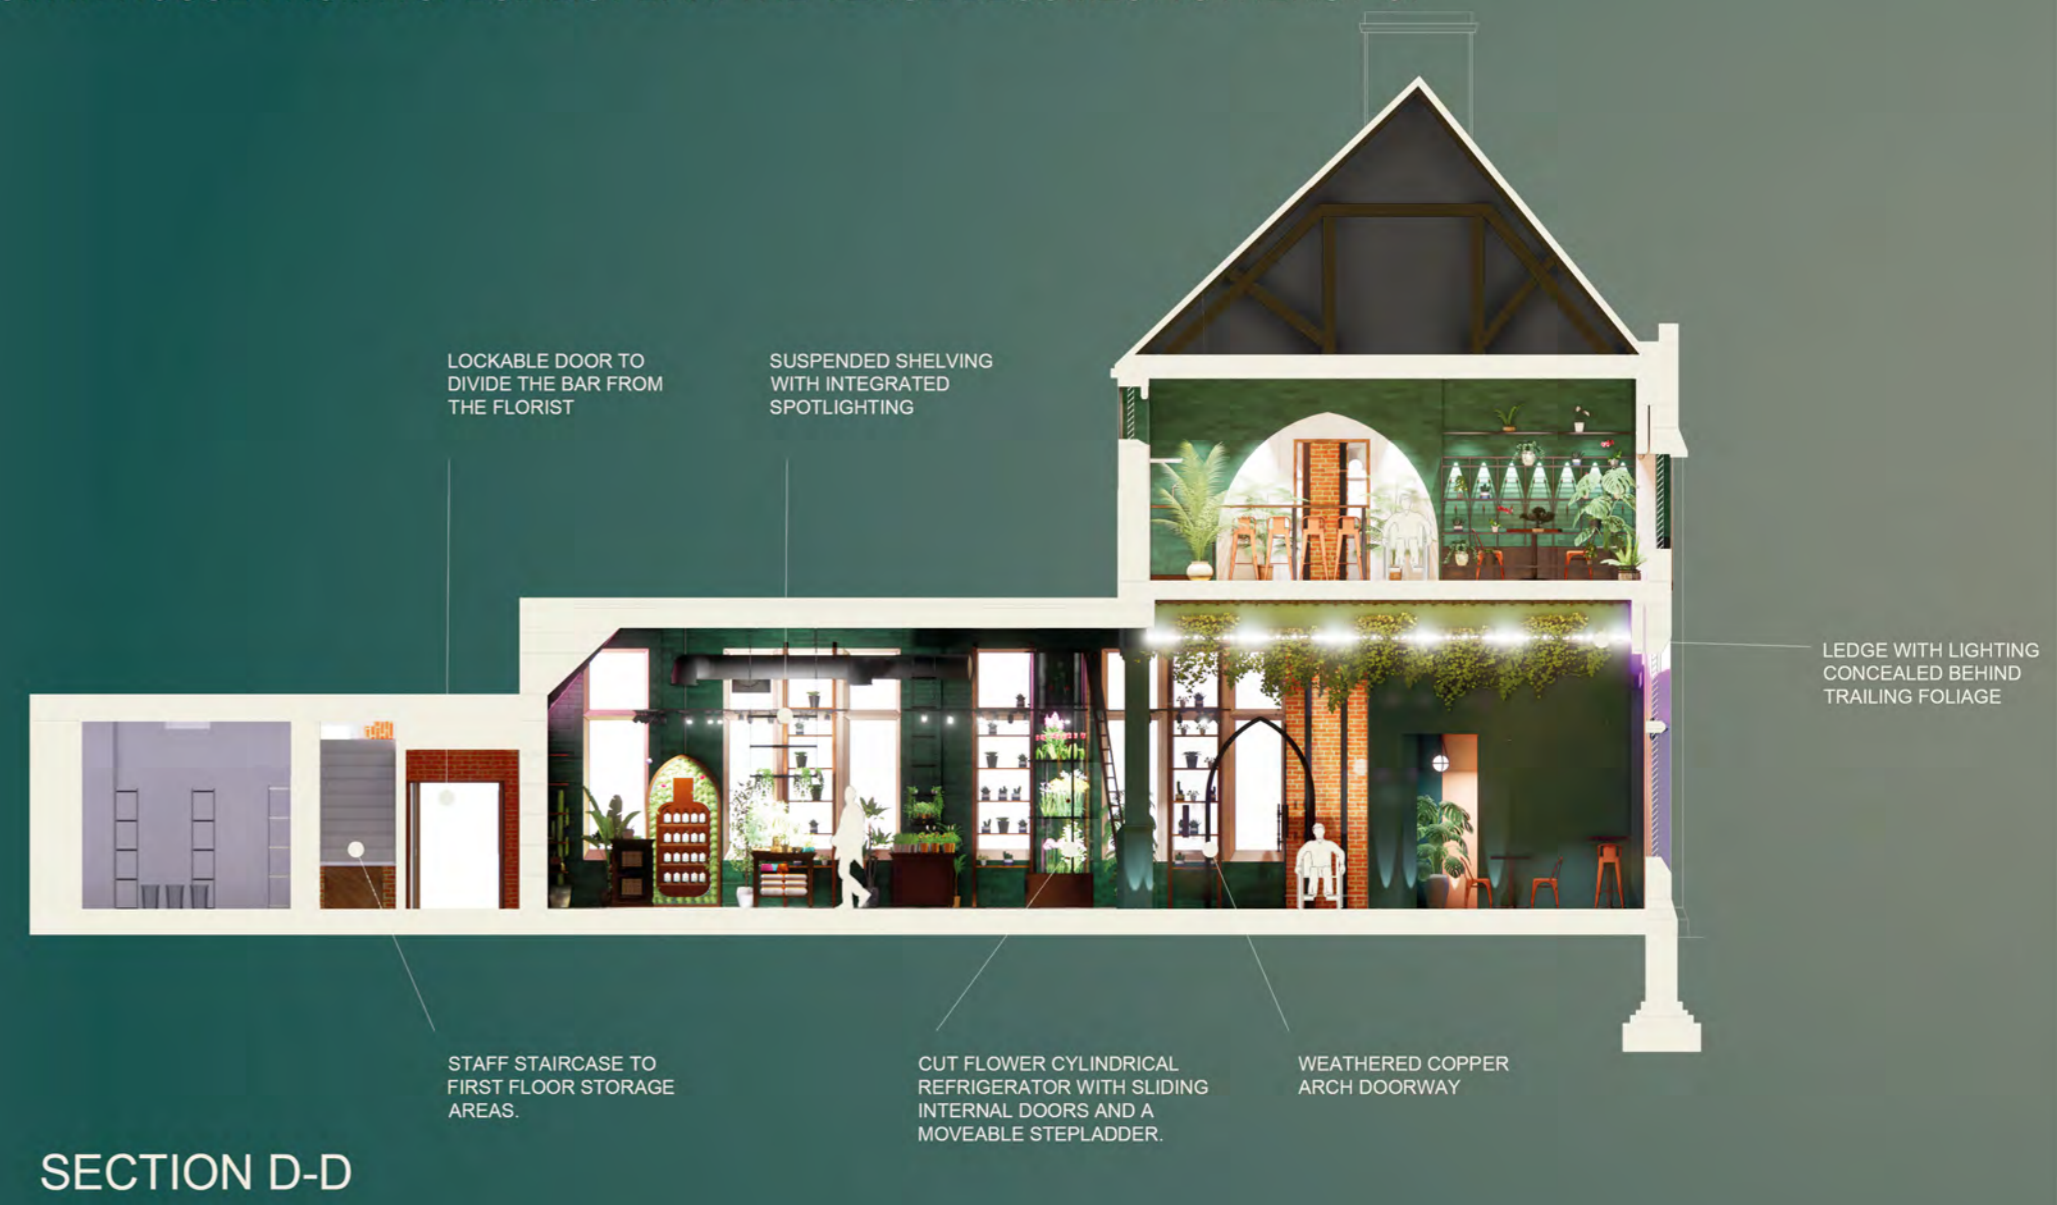 LOCKABLE DOOR TO
DIVIDE THE BAR FROM
THE FLORIST
SUSPENDED SHELVING
WITH INTEGRATED
SPOTLIGHTING
LEDGE WITH LIGHTING
CONCEALED BEHIND
TRAILING FOLIAGE
STAFF STAIRCASE TO
FIRST FLOOR STORAGE
AREAS.
CUT FLOWER CYLINDRICAL
REFRIGERATOR WITH SLIDING
INTERNAL DOORS AND A
MOVEABLE STEPLADDER.
WEATHERED COPPER
ARCH DOORWAY
SECTION D-D